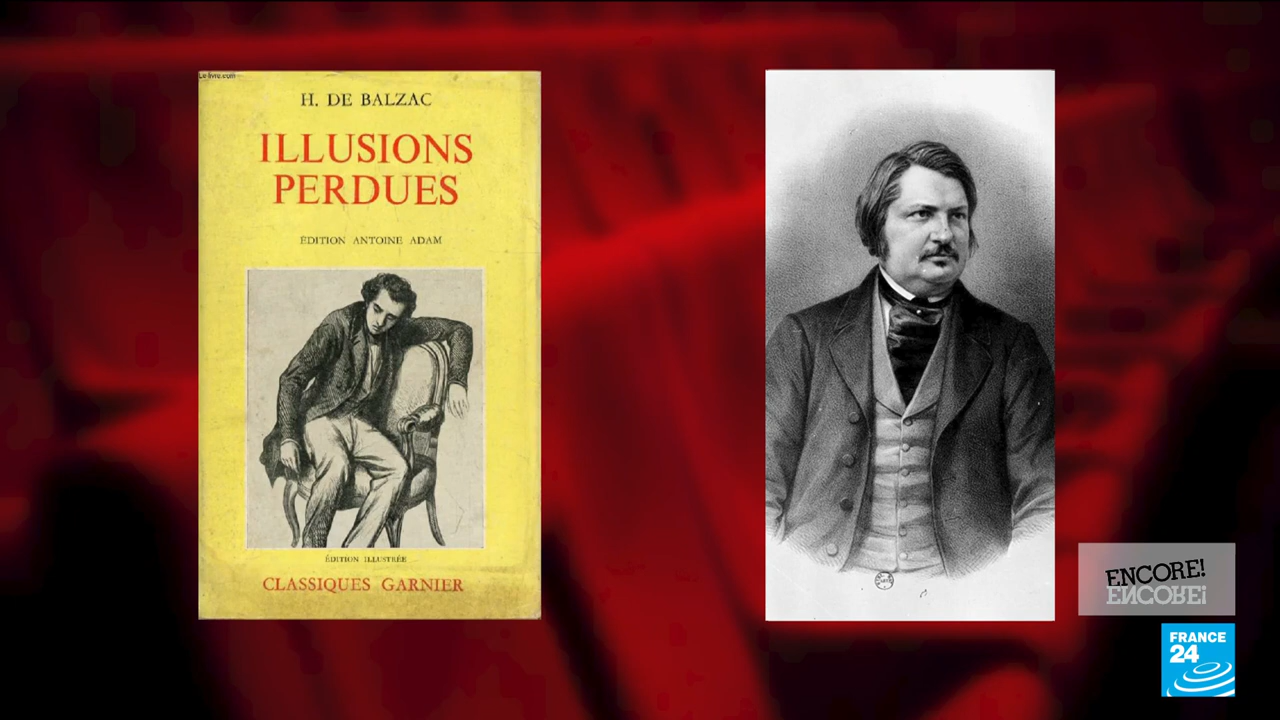 Le-livre.com
H. DE BALZAC
ILLUSIONS
PERDUES
ÉDITION ANTOINE ADAM
ÉDITION ILLUSTRÉE
CLASSIQUES GARNIER
ENCORE!
ENCORE!
FRANCE
24